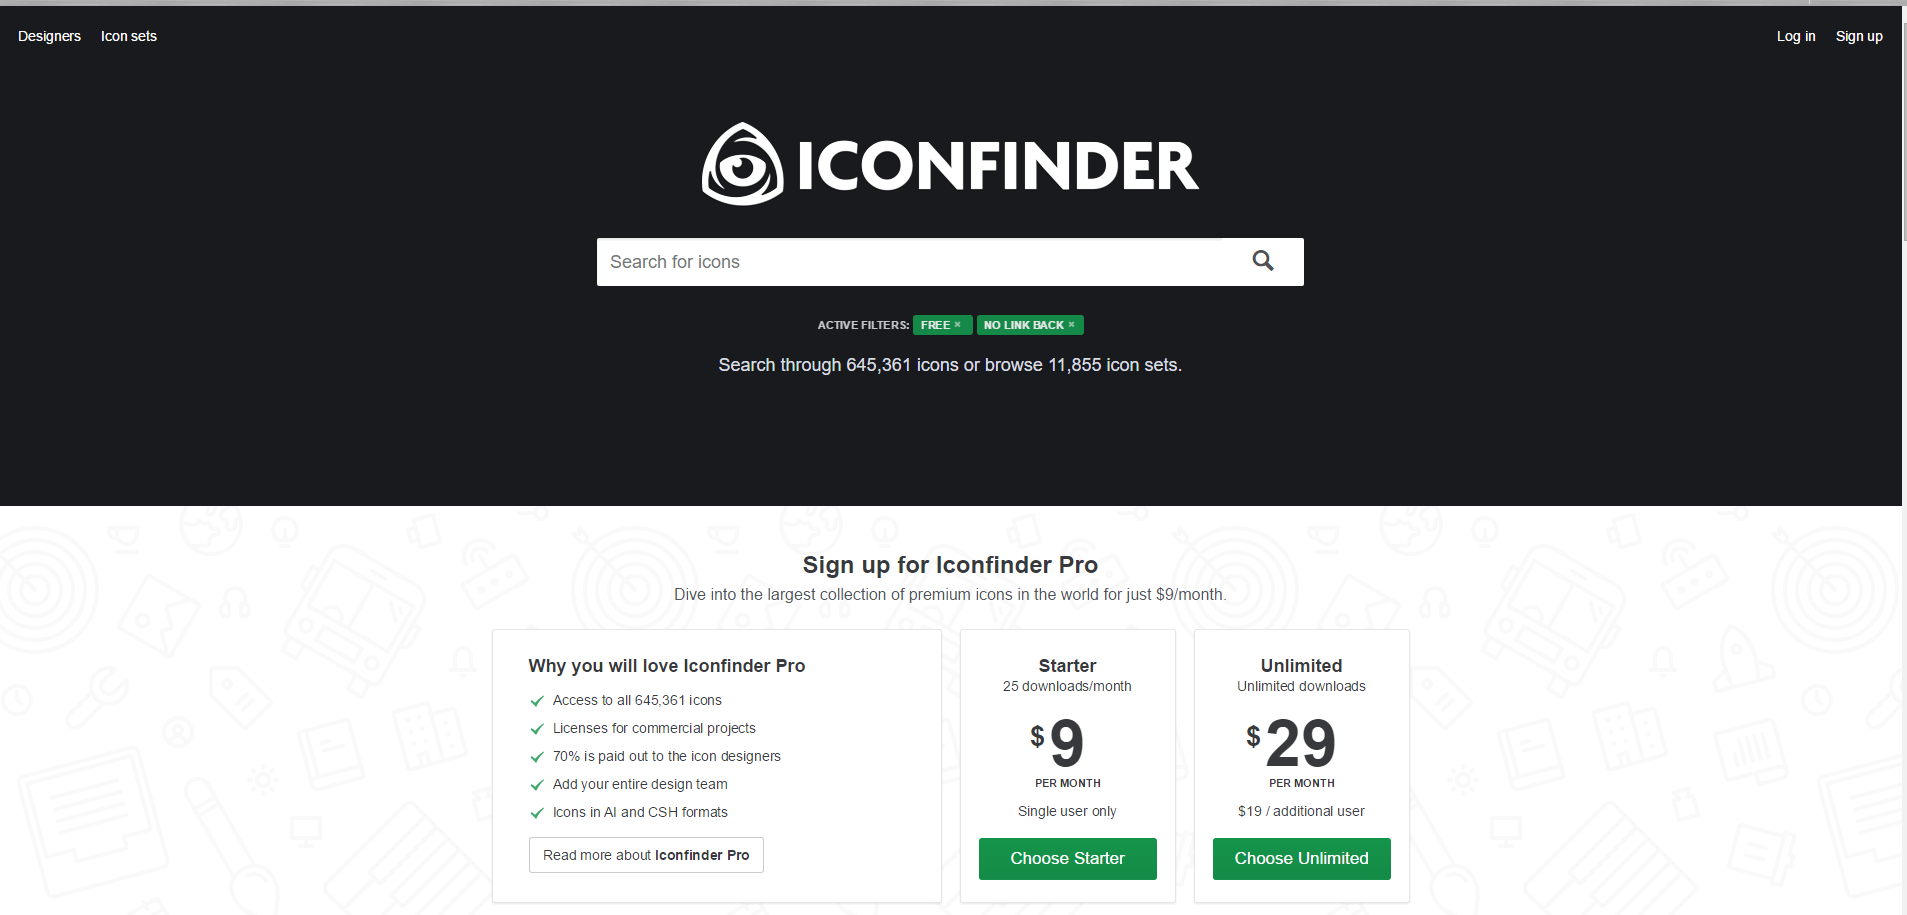 Designers Icon sets Log in Sign up
ICONFINDER
Search for icons
ACTIVE FILTERS: FREE × NO LINK BACK ×
Search through 645,361 icons or browse 11,855 icon sets.
Sign up for Iconfinder Pro
Dive into the largest collection of premium icons in the world for just $9/month.
Why you will love Iconfinder Pro
Access to all 645,361 icons
Licenses for commercial projects
70% is paid out to the icon designers
Add your entire design team
Icons in AI and CSH formats
Read more about Iconfinder Pro
Starter
25 downloads/month
$9
PER MONTH
Single user only
Choose Starter
Unlimited
Unlimited downloads
$29
PER MONTH
$19 / additional user
Choose Unlimited